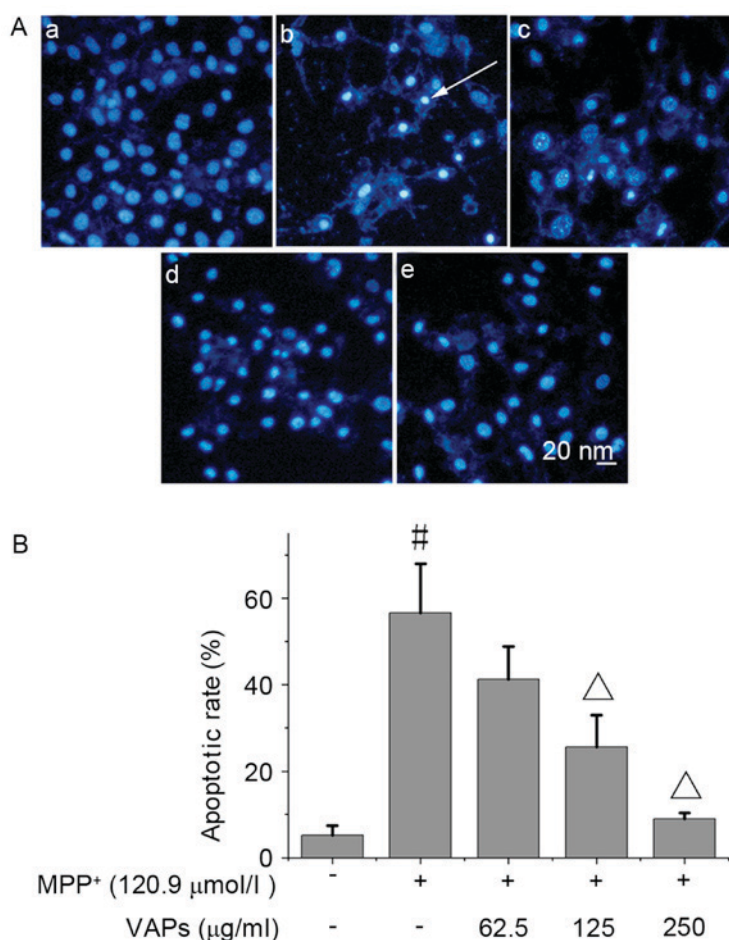 A
a
b
c
d
e
20 nm
B
#
△
△
Apoptotic rate (%)
60
40
20
0
MPP⁺ (120.9 μmol/l) - + + + +
VAPs (μg/ml) - - 62.5 125 250